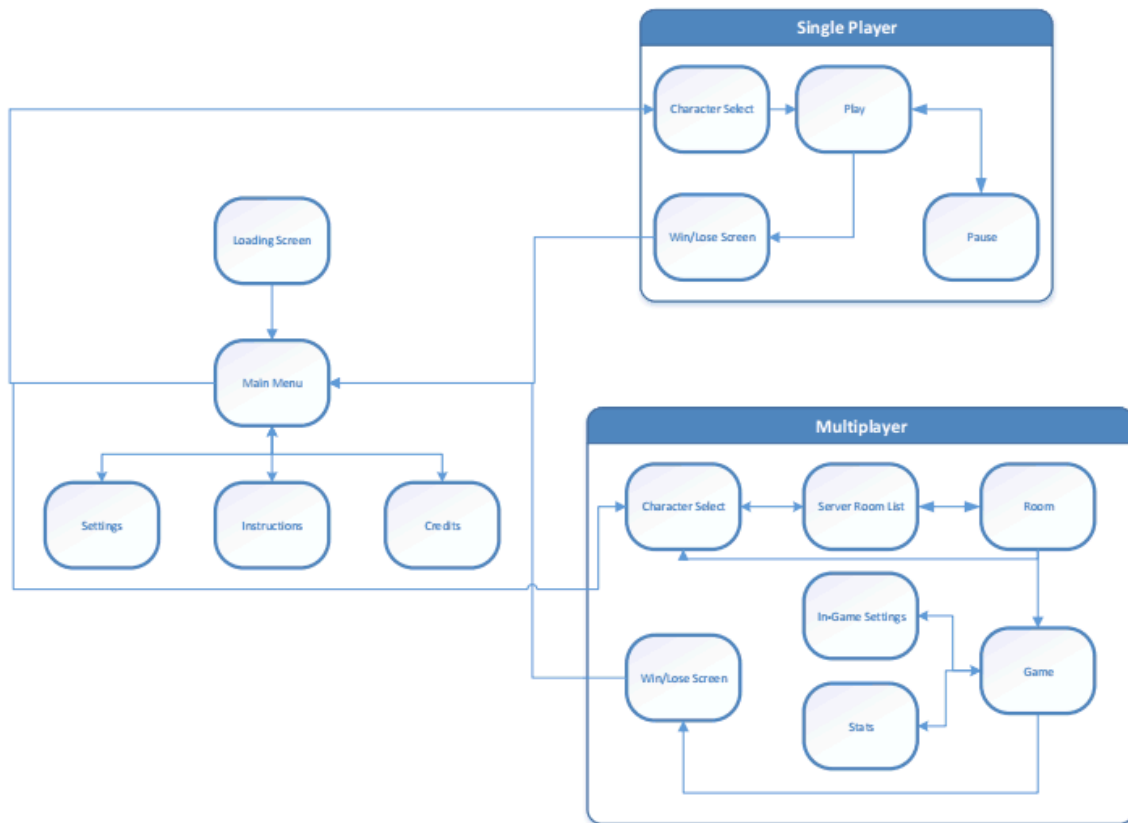 Single Player
Character Select
Play
Loading Screen
Win/Lose Screen
Pause
Main Menu
Multiplayer
Settings
Instructions
Credits
Character Select
Server Room List
Room
In-Game Settings
Win/Lose Screen
Game
Stats